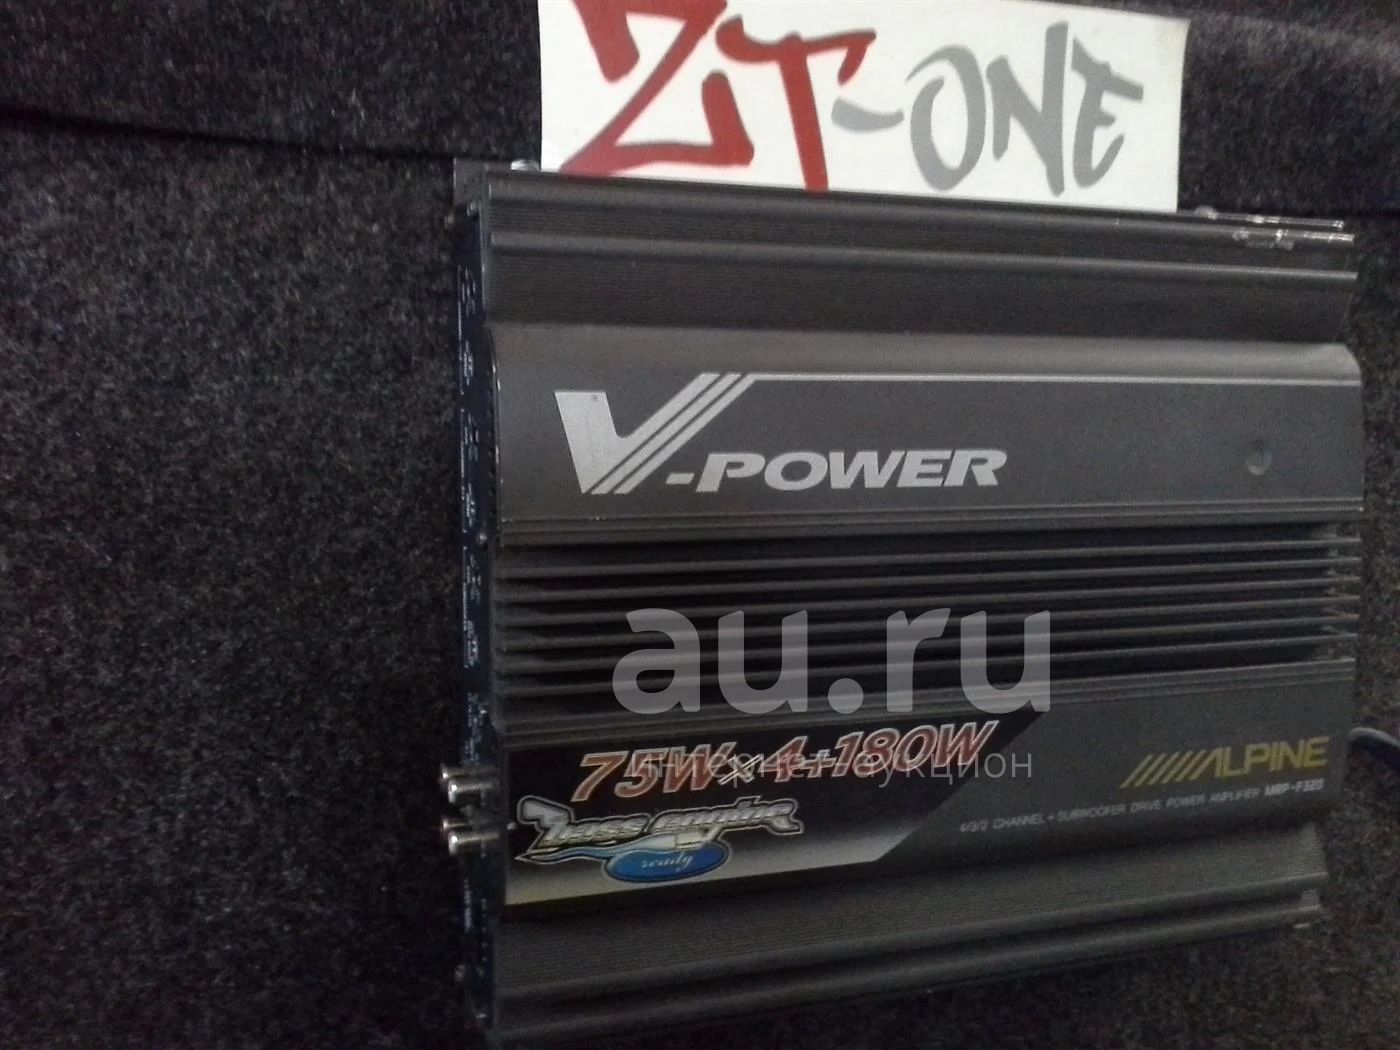 ZT-ONE
V-POWER
au.ru
75W×4+180W
интернет аукцион
ALPINE
bass engine
ready
4/3/2 CHANNEL + SUBWOOFER DRIVE POWER AMPLIFIER MRP-F320